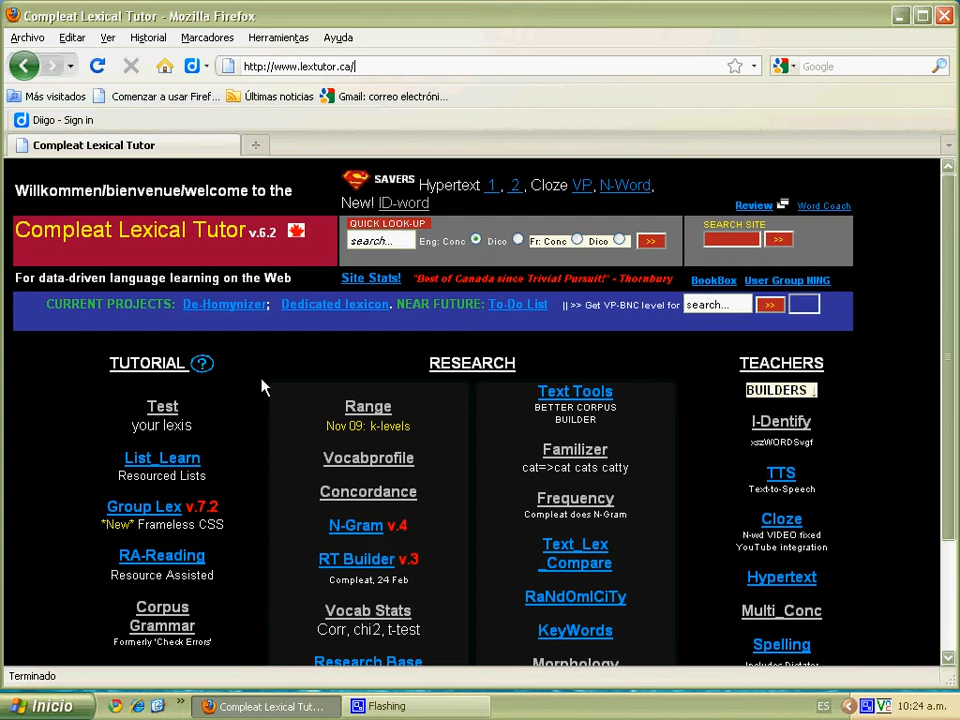 Compleat Lexical Tutor - Mozilla Firefox
Archivo Editar Ver Historial Marcadores Herramientas Ayuda
http://www.lextutor.ca/
Google
Más visitados Comenzar a usar Firef... Últimas noticias Gmail: correo electróni...
Diigo - Sign in
Compleat Lexical Tutor
Willkommen/bienvenue/welcome to the
SAVERS Hypertext 1 , 2 , Cloze VP, N-Word,
New! ID-word
Review Word Coach
Compleat Lexical Tutor v.6.2
QUICK LOOK-UP
search... Eng: Conc Dico Fr: Conc Dico >>
SEARCH SITE
>>
For data-driven language learning on the Web
Site Stats! "Best of Canada since Trivial Pursuit!" - Thornbury
BookBox User Group NING
CURRENT PROJECTS: De-Homynizer; Dedicated lexicon. NEAR FUTURE: To-Do List || >> Get VP-BNC level for search... >>
TUTORIAL ?
Test
your lexis
List_Learn
Resourced Lists
Group Lex v.7.2
*New* Frameless CSS
RA-Reading
Resource Assisted
Corpus
Grammar
Formerly 'Check Errors'
RESEARCH
Range
Nov 09: k-levels
Vocabprofile
Concordance
N-Gram v.4
RT Builder v.3
Compleat, 24 Feb
Vocab Stats
Corr, chi2, t-test
Research Base
Text Tools
BETTER CORPUS
BUILDER
Familizer
cat=>cat cats catty
Frequency
Compleat does N-Gram
Text_Lex
_Compare
RaNdOmICiTy
KeyWords
Morphology
TEACHERS
BUILDERS ↓
I-Dentify
xszWORDSvgf
TTS
Text-to-Speech
Cloze
N-wd VIDEO fixed
YouTube integration
Hypertext
Multi_Conc
Spelling
Includes Dictator
Terminado
Inicio
Compleat Lexical Tut...
Flashing
ES
10:24 a.m.